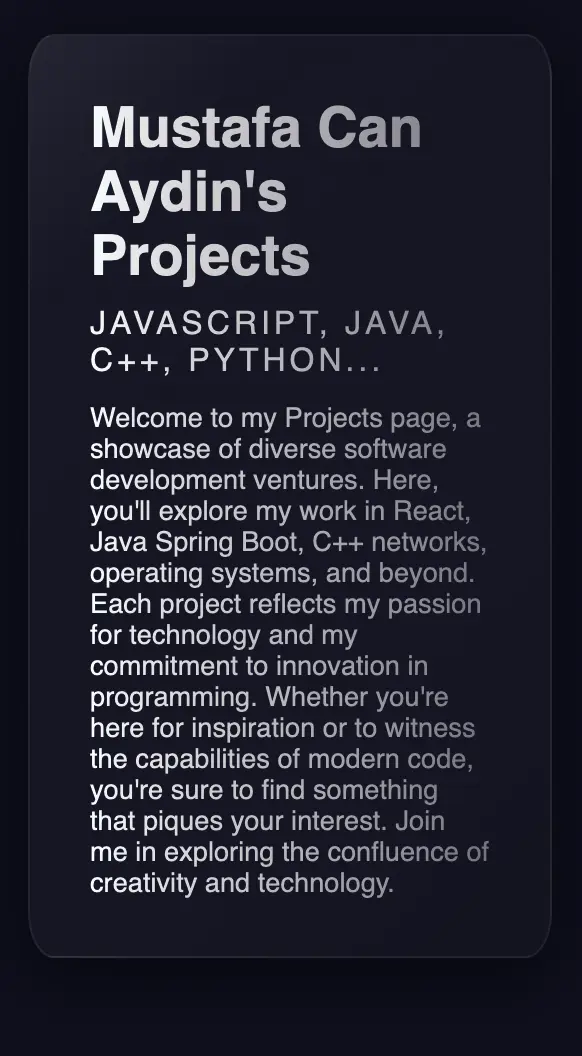 Mustafa Can
Aydin's
Projects
JAVASCRIPT, JAVA,
C++, PYTHON...
Welcome to my Projects page, a
showcase of diverse software
development ventures. Here,
you'll explore my work in React,
Java Spring Boot, C++ networks,
operating systems, and beyond.
Each project reflects my passion
for technology and my
commitment to innovation in
programming. Whether you're
here for inspiration or to witness
the capabilities of modern code,
you're sure to find something
that piques your interest. Join
me in exploring the confluence of
creativity and technology.